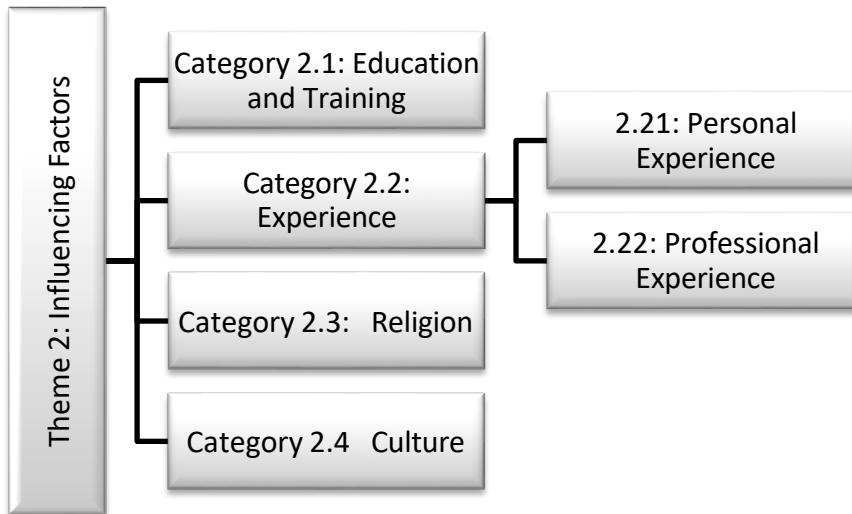 Theme 2: Influencing Factors
Category 2.1: Education
and Training
Category 2.2:
Experience
2.21: Personal
Experience
2.22: Professional
Experience
Category 2.3:   Religion
Category 2.4   Culture